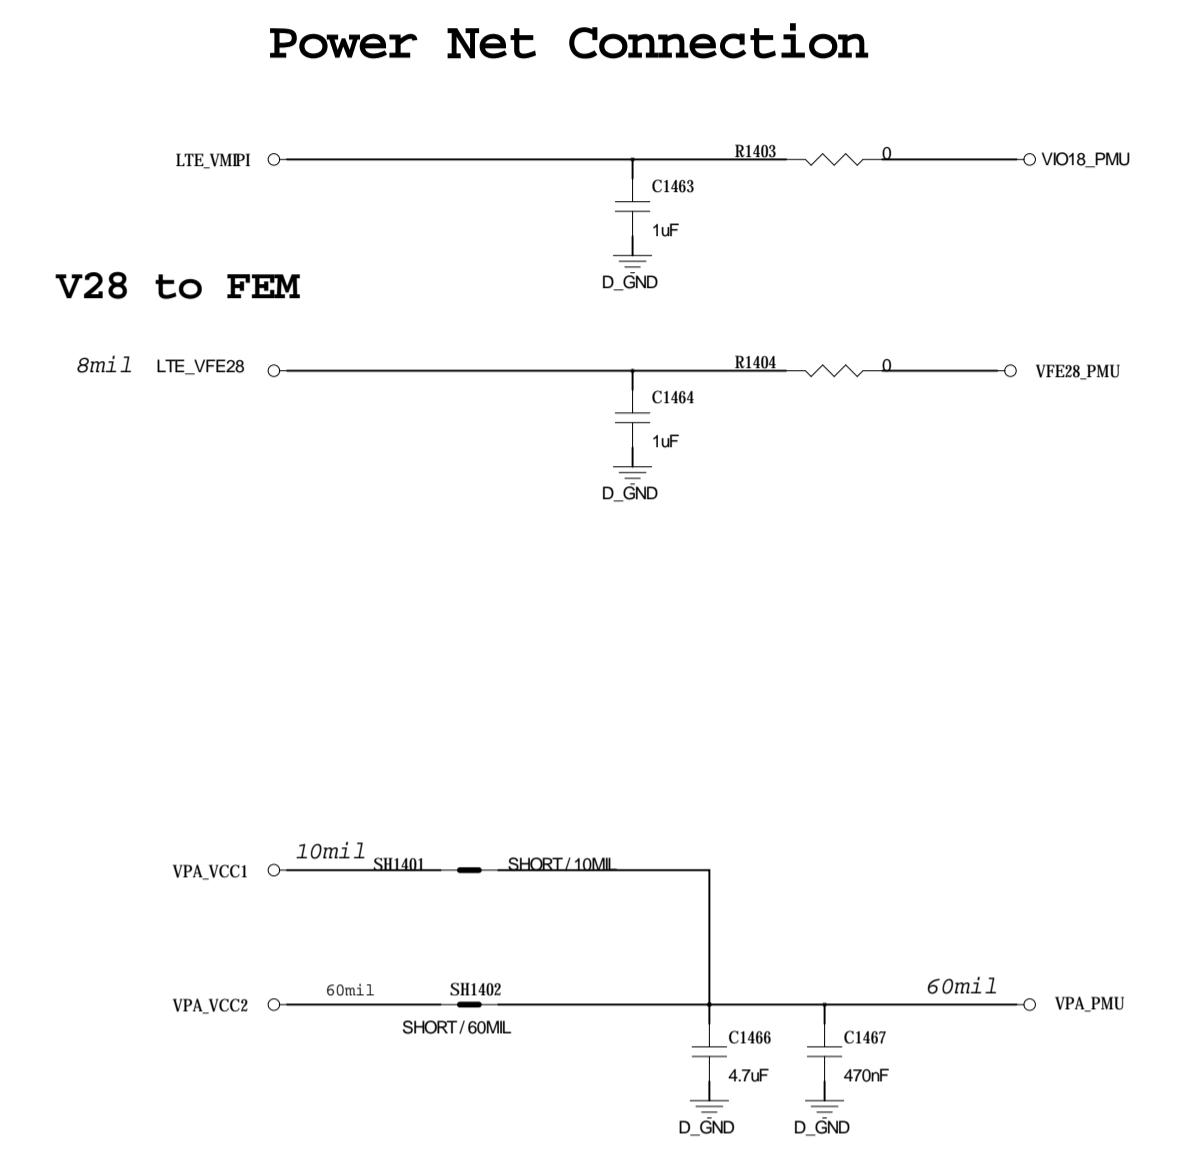 Power Net Connection
LTE_VMIPI R1403 0 VIO18_PMU
C1463
1uF
D_GND
V28 to FEM
8mil LTE_VFE28 R1404 0 VFE28_PMU
C1464
1uF
D_GND
VPA_VCC1 10mil SH1401 SHORT/10MIL
VPA_VCC2 60mil SH1402 60mil VPA_PMU
SHORT/60MIL
C1466 C1467
4.7uF 470nF
D_GND D_GND